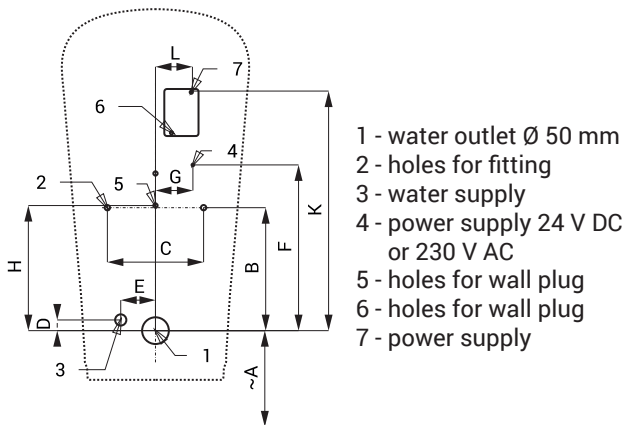 L
7
6
4
G
2
5
C
E
H
D
B
F
K
3
1
~A
1 - water outlet Ø 50 mm
2 - holes for fitting
3 - water supply
4 - power supply 24 V DC
or 230 V AC
5 - holes for wall plug
6 - holes for wall plug
7 - power supply